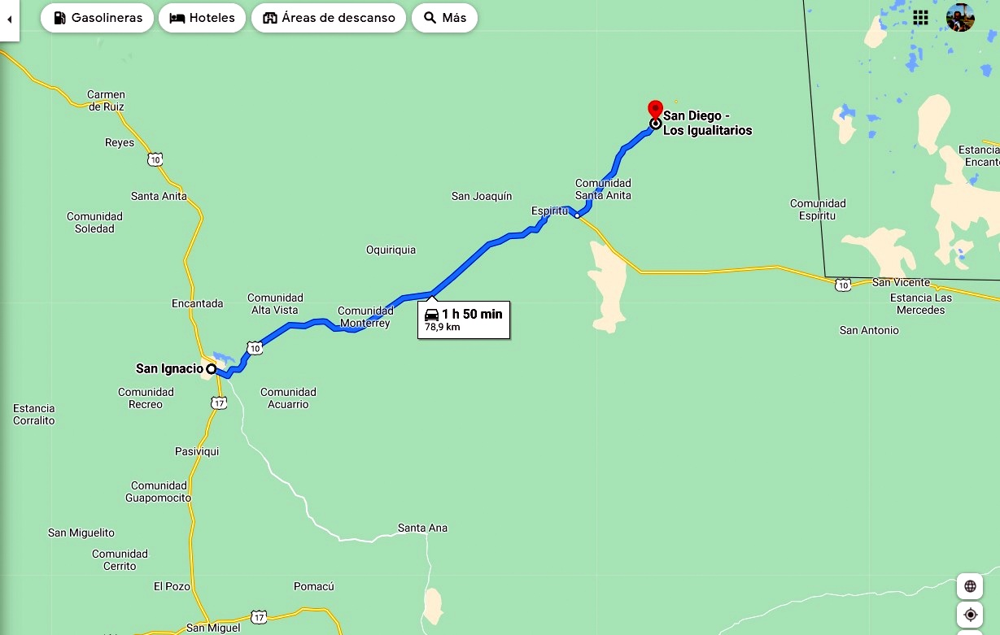 Gasolineras
Hoteles
Áreas de descanso
Más
Carmen
de Ruiz
San Diego -
Los Igualitarios
Reyes
10
Estancia
Encant
Santa Anita
San Joaquín
Comunidad
Santa Anita
Comunidad
Soledad
Espiritu
Comunidad
Espiritu
Oquiriquia
10
San Vicente
Encantada
Comunidad
Alta Vista
Comunidad
Monterrey
1 h 50 min
78,9 km
Estancia Las
Mercedes
San Antonio
10
San Ignacio
Comunidad
Recreo
17
Comunidad
Acuarrio
Estancia
Corralito
Pasiviqui
Comunidad
Guapomocito
San Miguelito
Santa Ana
Comunidad
Cerrito
El Pozo
Pomacú
17
San Miguel